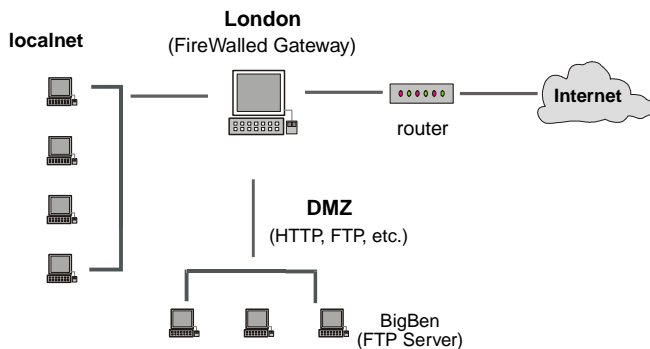 London
(FireWalled Gateway)
localnet
Internet
router
DMZ
(HTTP, FTP, etc.)
BigBen
(FTP Server)